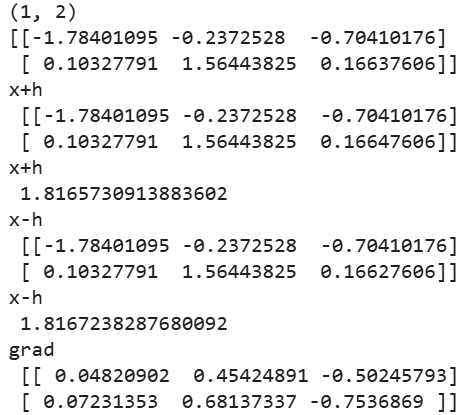 (1, 2)
[[-1.78401095 -0.2372528  -0.70410176]
 [ 0.10327791  1.56443825  0.16637606]]
x+h
 [[-1.78401095 -0.2372528  -0.70410176]
 [ 0.10327791  1.56443825  0.16647606]]
x+h
 1.8165730913883602
x-h
 [[-1.78401095 -0.2372528  -0.70410176]
 [ 0.10327791  1.56443825  0.16627606]]
x-h
 1.8167238287680092
grad
 [[ 0.04820902  0.45424891 -0.50245793]
 [ 0.07231353  0.68137337 -0.7536869 ]]